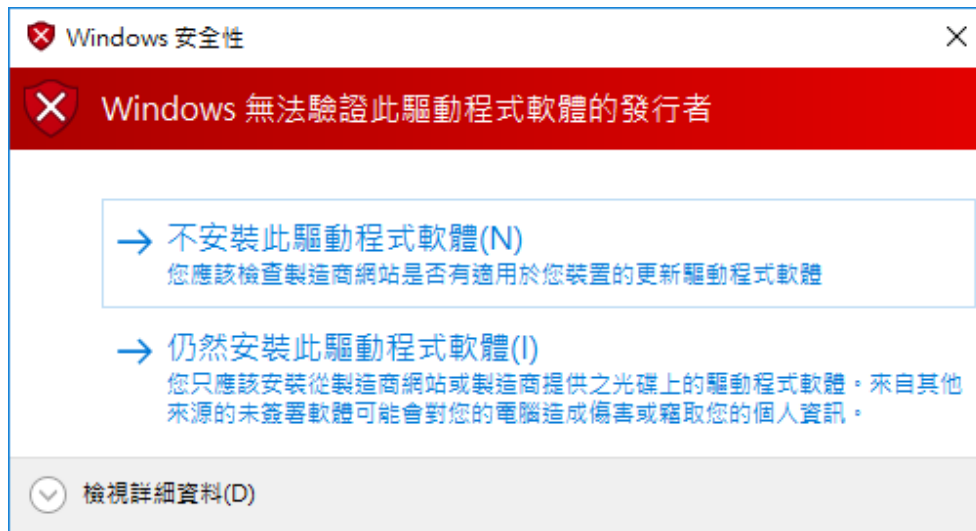 Windows 安全性
Windows 無法驗證此驅動程式軟體的發行者
不安裝此驅動程式軟體(N)
您應該檢查製造商網站是否有適用於您裝置的更新驅動程式軟體
仍然安裝此驅動程式軟體(I)
您只應該安裝從製造商網站或製造商提供之光碟上的驅動程式軟體。來自其他
來源的未簽署軟體可能會對您的電腦造成傷害或竊取您的個人資訊。
檢視詳細資料(D)